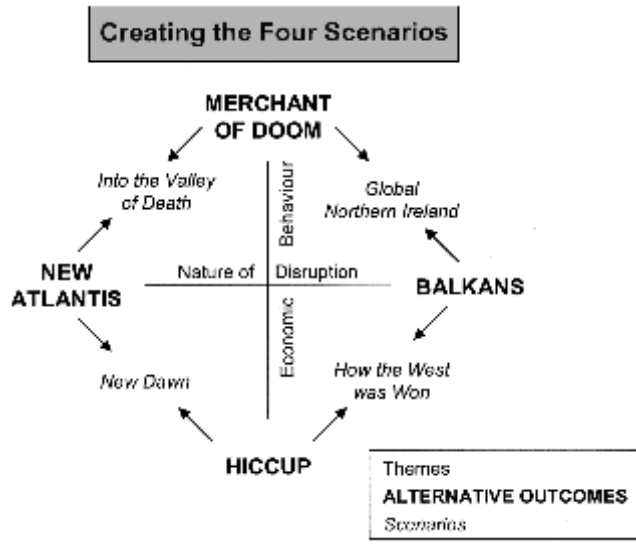 Creating the Four Scenarios
MERCHANT
OF DOOM
Into the Valley
of Death
Behaviour
Global
Northern Ireland
NEW
ATLANTIS
Nature of Disruption
BALKANS
Economic
New Dawn
How the West
was Won
HICCUP
Themes
ALTERNATIVE OUTCOMES
Scenarios